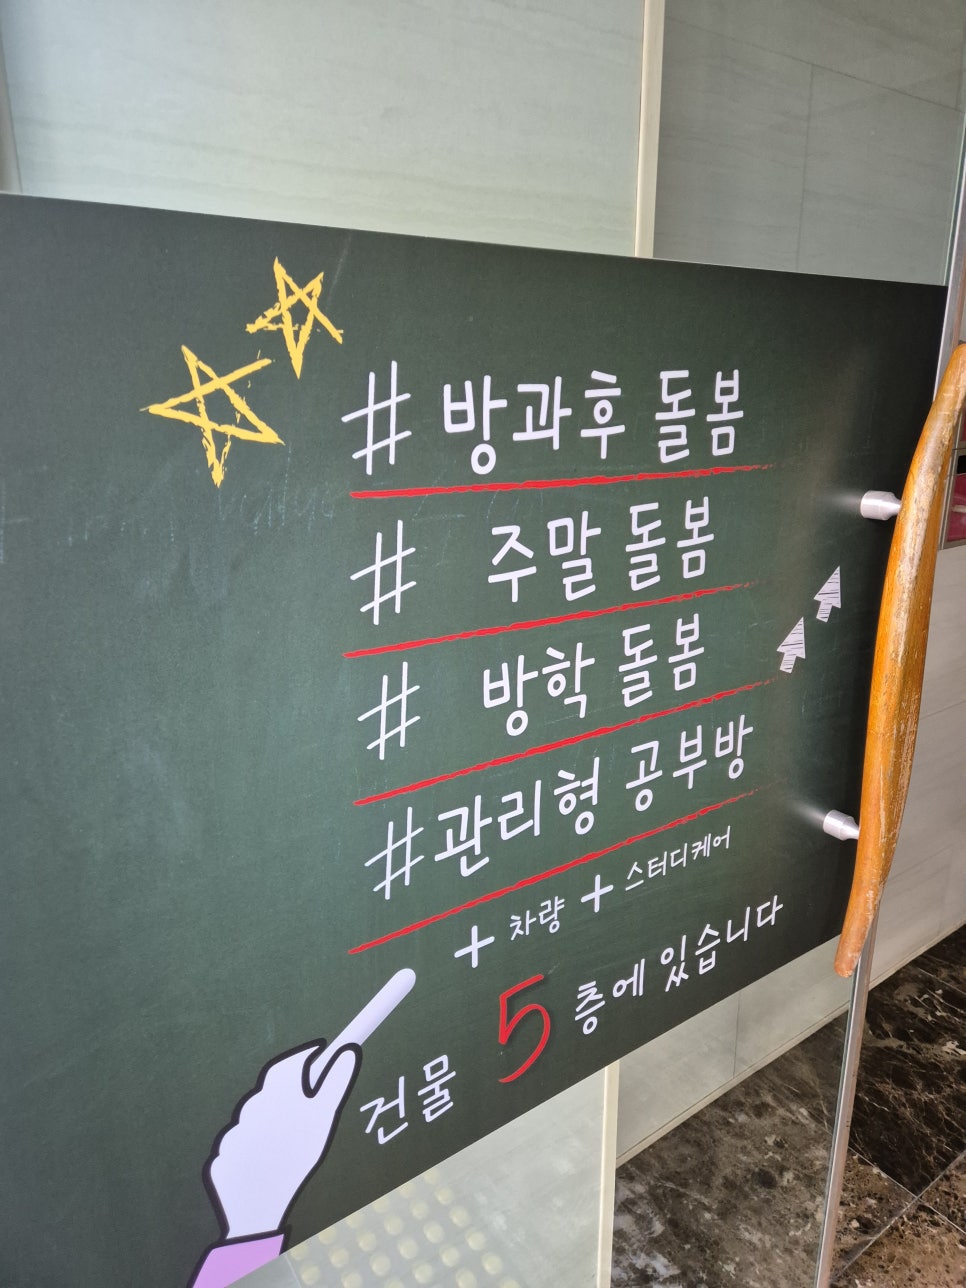 # 방과후 돌봄
# 주말 돌봄
# 방학 돌봄
#관리형 공부방
+ 차량 + 스터디케어
건물 5 층에 있습니다